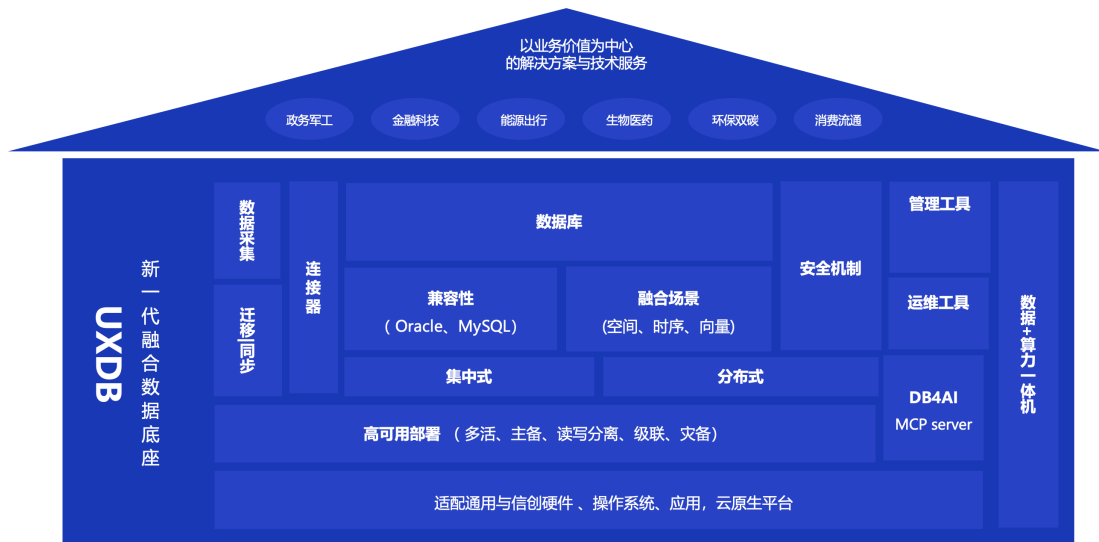 以业务价值为中心
的解决方案与技术服务
政务军工
金融科技
能源出行
生物医药
环保双碳
消费流通
UXDB
新一代融合数据底座
数据采集
迁移|同步
连接器
数据库
兼容性
（ Oracle、MySQL）
融合场景
(空间、时序、向量)
集中式
分布式
安全机制
管理工具
运维工具
DB4AI
MCP server
高可用部署 （ 多活、主备、读写分离、级联、灾备）
适配通用与信创硬件 、操作系统、应用，云原生平台
数据+算力一体机